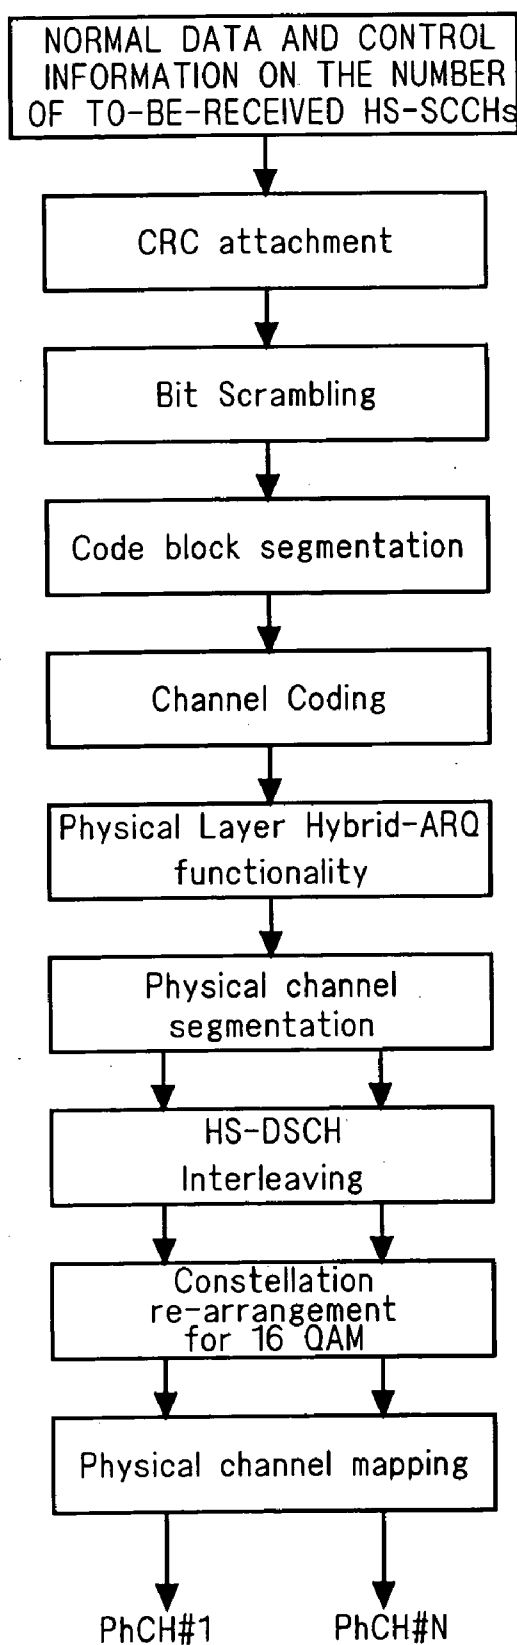 NORMAL DATA AND CONTROL
INFORMATION ON THE NUMBER
OF TO-BE-RECEIVED HS-SCCHs
CRC attachment
Bit Scrambling
Code block segmentation
Channel Coding
Physical Layer Hybrid-ARQ
functionality
Physical channel
segmentation
HS-DSCH
Interleaving
Constellation
re-arrangement
for 16 QAM
Physical channel mapping
PhCH#1 PhCH#N